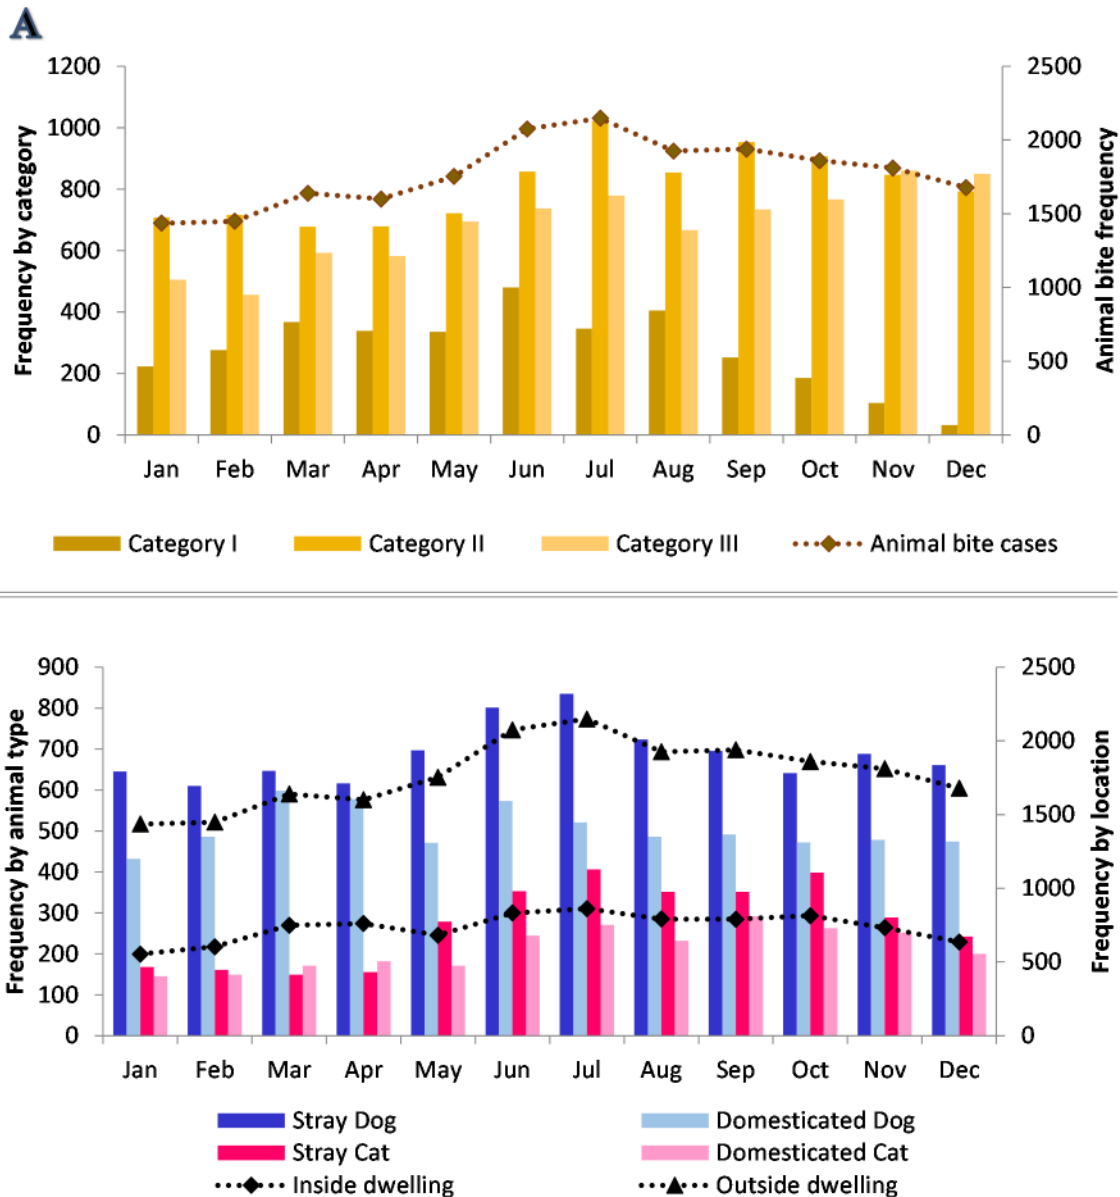 A
Frequency by category
1200
1000
800
600
400
200
0
2500
2000
1500
1000
500
0
Animal bite frequency
Jan Feb Mar Apr May Jun Jul Aug Sep Oct Nov Dec
Category I Category II Category III Animal bite cases
Frequency by animal type
900
800
700
600
500
400
300
200
100
0
2500
2000
1500
1000
500
0
Frequency by location
Jan Feb Mar Apr May Jun Jul Aug Sep Oct Nov Dec
Stray Dog Domesticated Dog
Stray Cat Domesticated Cat
Inside dwelling Outside dwelling